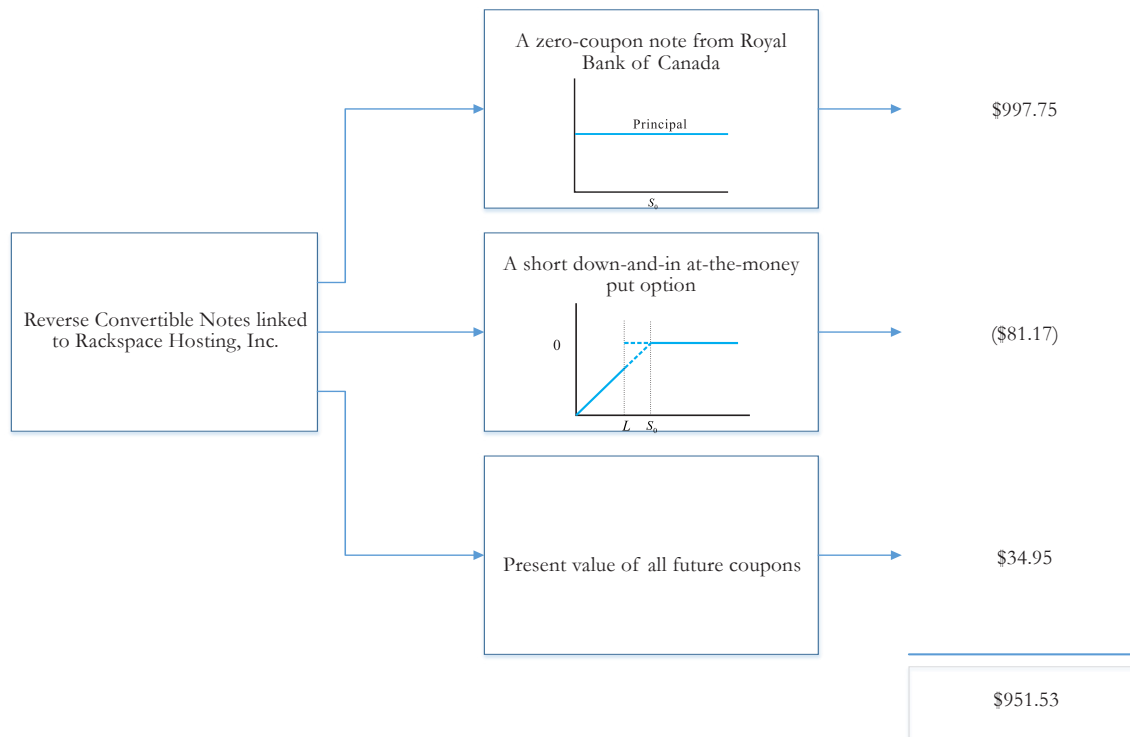 A zero-coupon note from Royal
Bank of Canada
Principal
S₀
$997.75
Reverse Convertible Notes linked
to Rackspace Hosting, Inc.
A short down-and-in at-the-money
put option
0
L S₀
($81.17)
Present value of all future coupons
$34.95
$951.53